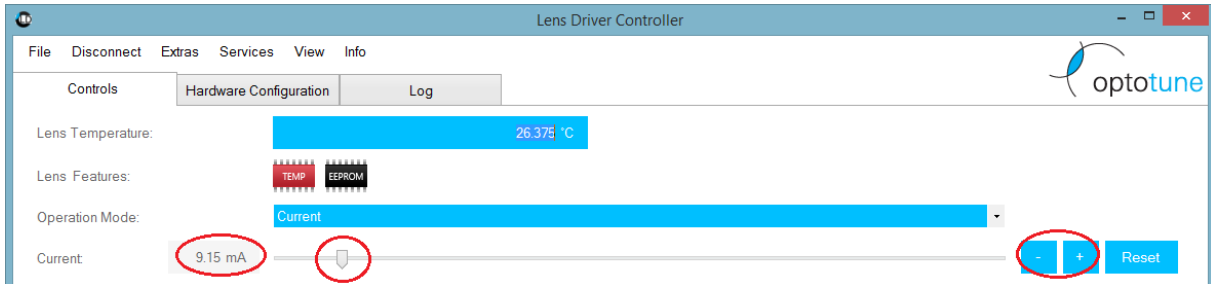 Lens Driver Controller
File Disconnect Extras Services View Info
optotune
Controls Hardware Configuration Log
Lens Temperature: 26.375 °C
Lens Features: TEMP EEPROM
Operation Mode: Current
Current: 9.15 mA - + Reset